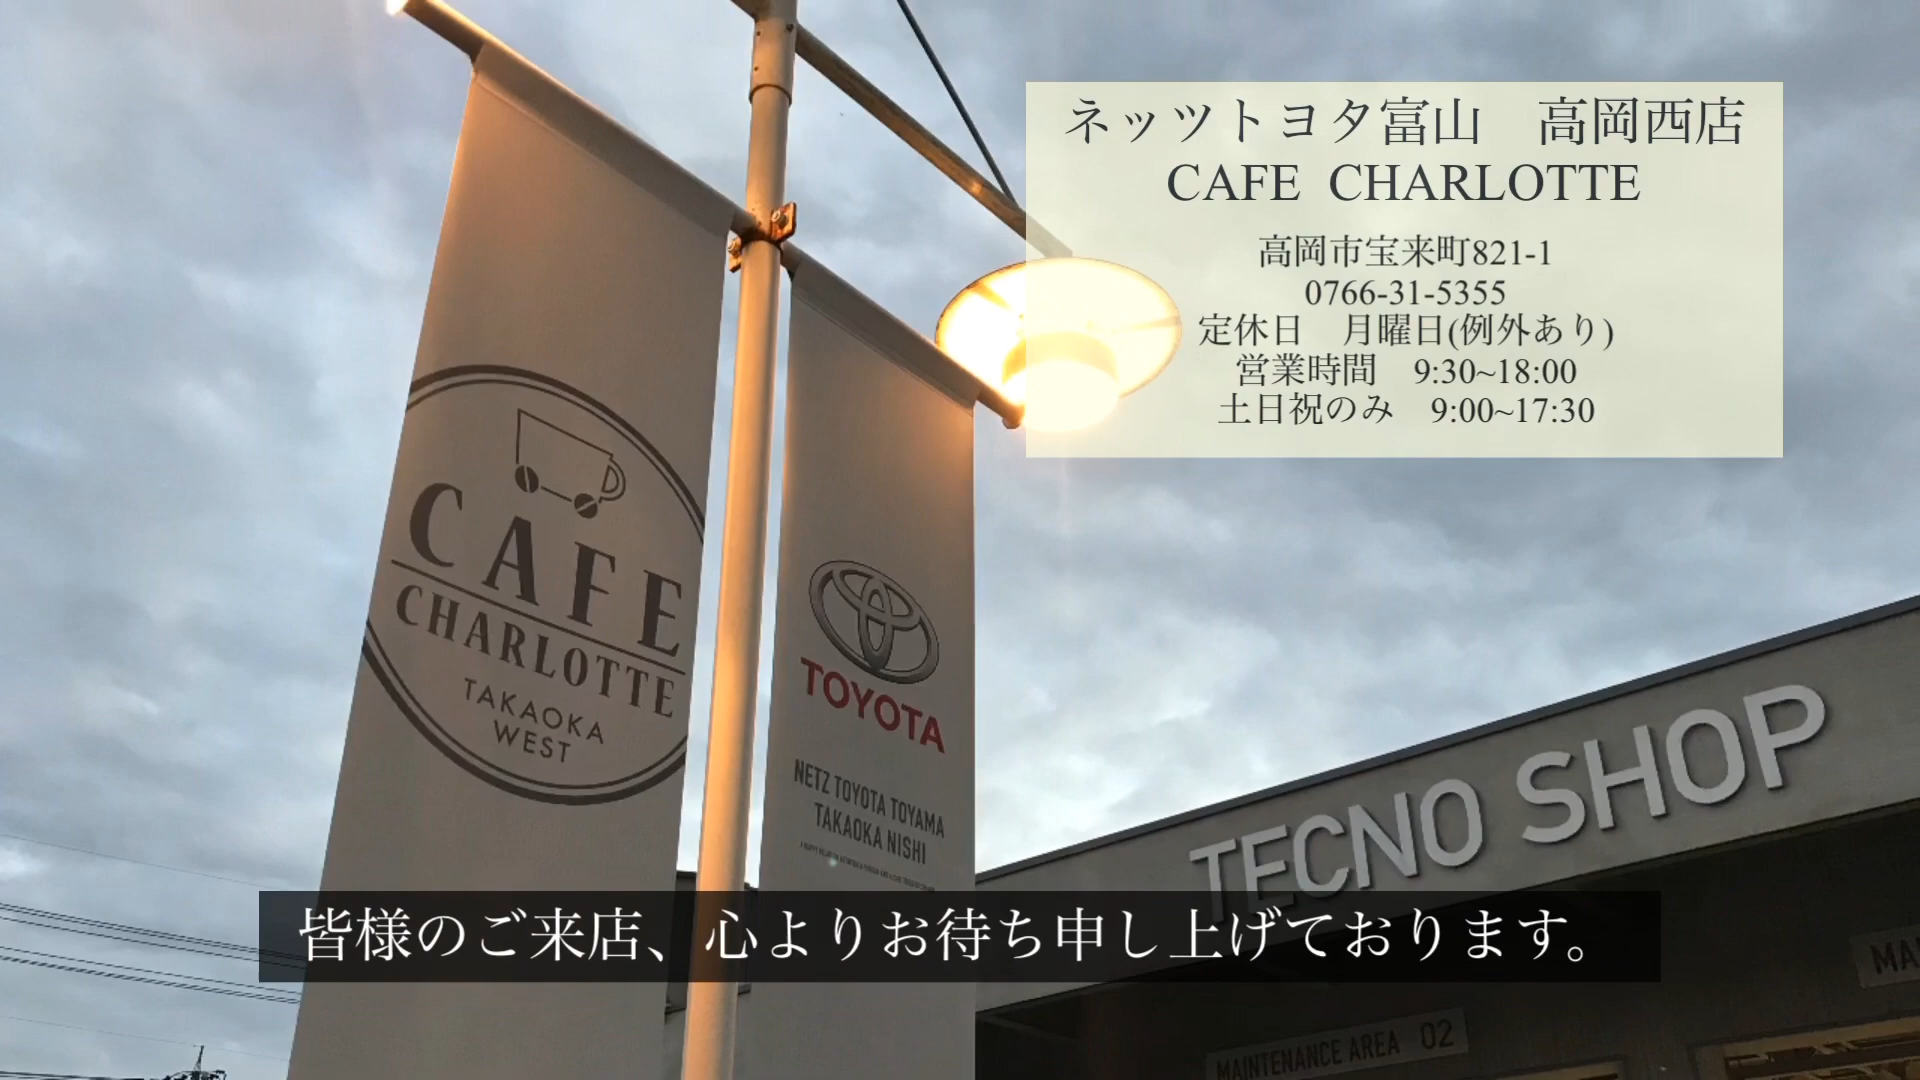 ネッツトヨタ富山　高岡西店
CAFE CHARLOTTE
高岡市宝来町821-1
0766-31-5355
定休日　月曜日(例外あり)
営業時間　9:30~18:00
土日祝のみ　9:00~17:30
CAFE
CHARLOTTE
TAKAOKA
WEST
TOYOTA
NETZ TOYOTA TOYAMA
TAKAOKA NISHI
TECNO SHOP
皆様のご来店、心よりお待ち申し上げております。
MAINTENANCE AREA 02